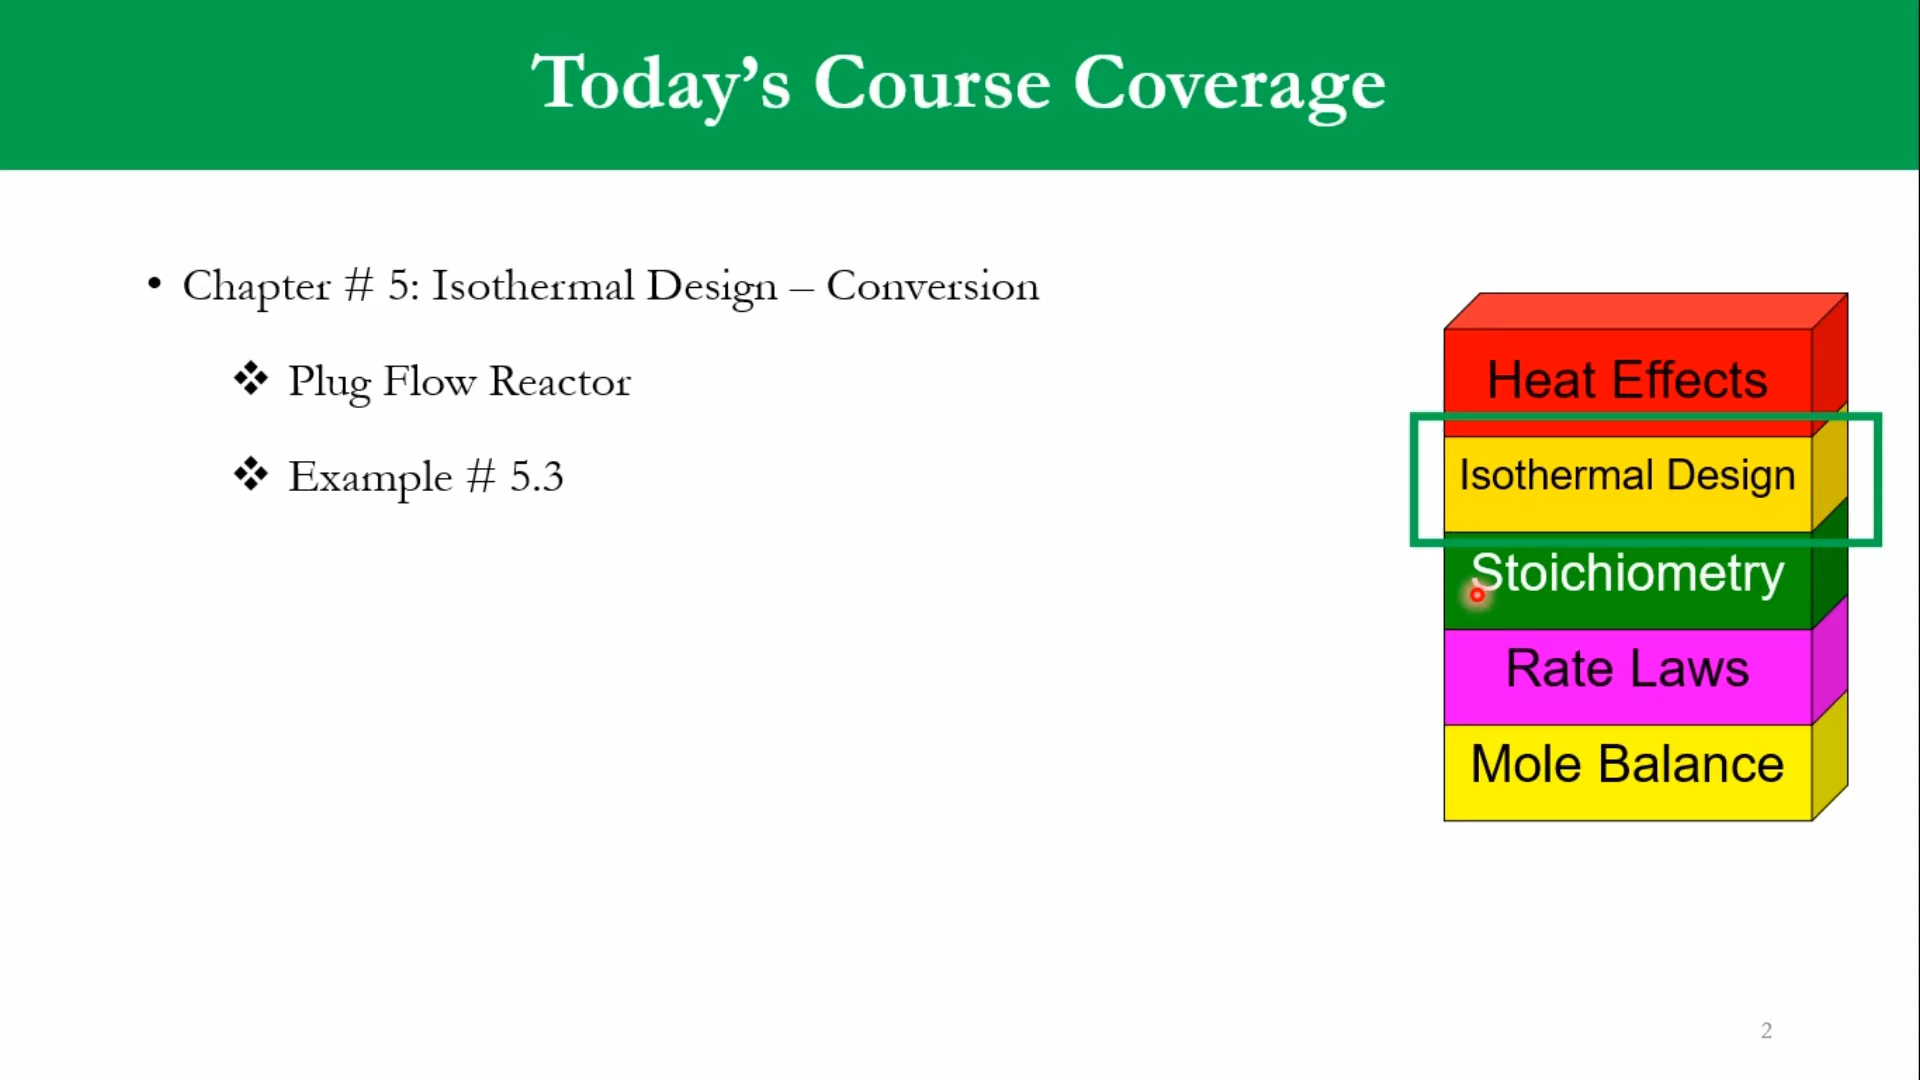 Today’s Course Coverage
• Chapter # 5: Isothermal Design – Conversion
❖ Plug Flow Reactor
❖ Example # 5.3
Heat Effects
Isothermal Design
Stoichiometry
Rate Laws
Mole Balance
2